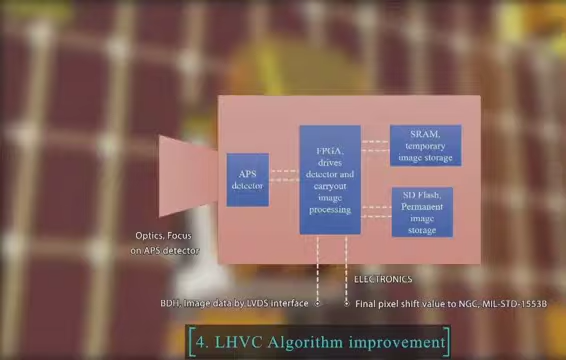 SRAM,
temporary
image storage
FPGA,
drives
detector and
carryout
image
processing
APS
detector
SD Flash,
Permanent
image
storage
Optics, Focus
on APS detector
ELECTRONICS
BDH, Image data by LVDS interface
Final pixel shift value to NGC, MIL-STD-1553B
4. LHVC Algorithm improvement